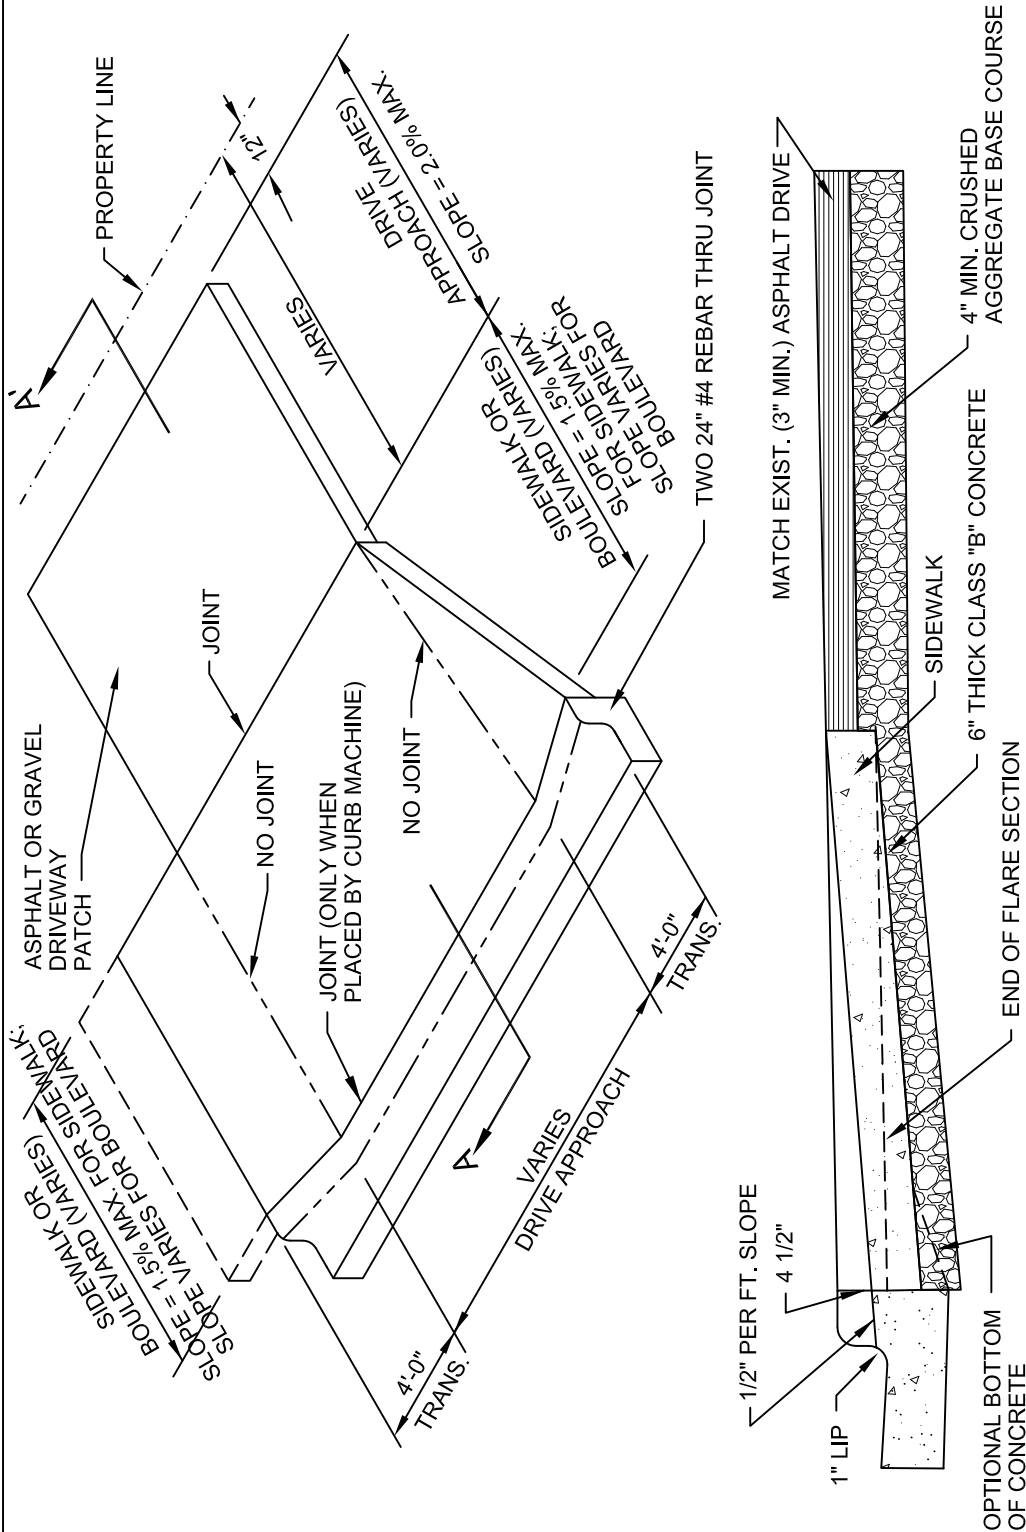 PROPERTY LINE
12"
VARIES
DRIVE
APPROACH (VARIES)
SLOPE = 2.0% MAX.
A'
ASPHALT OR GRAVEL
DRIVEWAY
PATCH
JOINT
NO JOINT
NO JOINT
JOINT (ONLY WHEN
PLACED BY CURB MACHINE)
SIDEWALK OR
BOULEVARD (VARIES)
SLOPE = 1.5% MAX.
FOR SIDEWALK:
SLOPE VARIES FOR
BOULEVARD
TWO 24" #4 REBAR THRU JOINT
SIDEWALK OR
BOULEVARD (VARIES)
SLOPE = 1.5% MAX. FOR SIDEWALK:
SLOPE VARIES FOR BOULEVARD
A
4'-0"
TRANS.
VARIES
DRIVE APPROACH
4'-0"
TRANS.
MATCH EXIST. (3" MIN.) ASPHALT DRIVE
4" MIN. CRUSHED
AGGREGATE BASE COURSE
SIDEWALK
6" THICK CLASS "B" CONCRETE
END OF FLARE SECTION
1/2" PER FT. SLOPE
4 1/2"
1" LIP
OPTIONAL BOTTOM
OF CONCRETE